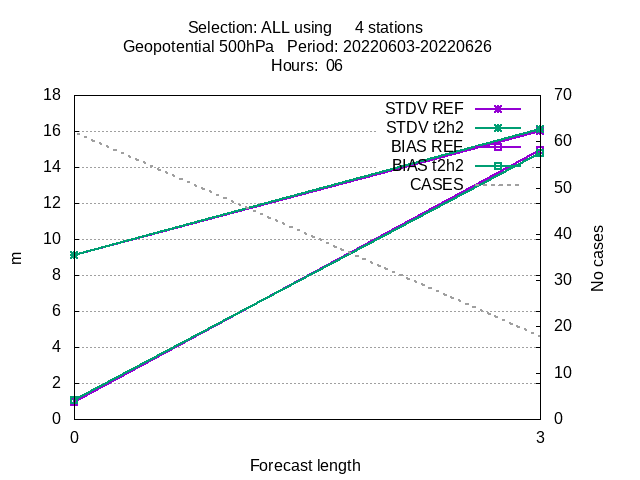 Selection: ALL using     4 stations
Geopotential 500hPa   Period: 20220603-20220626
Hours:  06
18
16
14
12
10
8
6
4
2
0
m
70
60
50
40
30
20
10
0
No cases
STDV REF
STDV t2h2
BIAS REF
BIAS t2h2
CASES
0
3
Forecast length